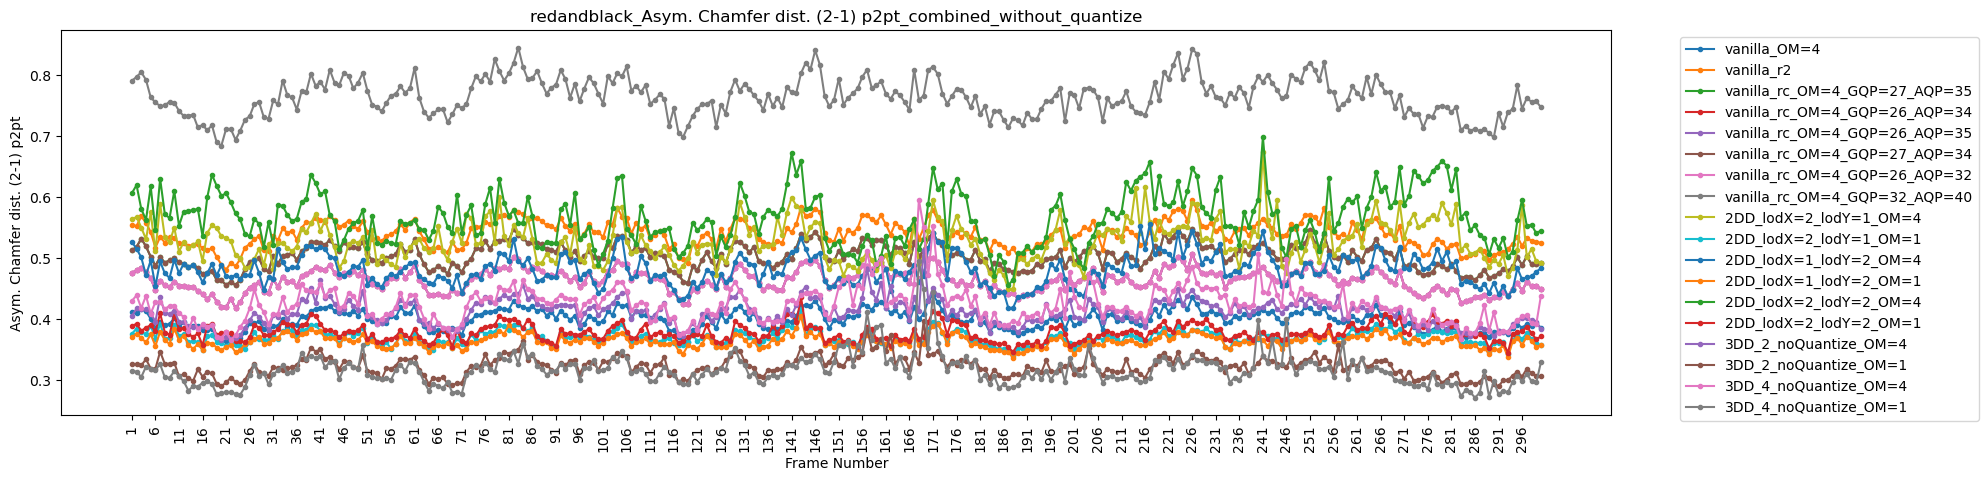 redandblack_Asym. Chamfer dist. (2-1) p2pt_combined_without_quantize
Asym. Chamfer dist. (2-1) p2pt
0.8
0.7
0.6
0.5
0.4
0.3
1 6 11 16 21 26 31 36 41 46 51 56 61 66 71 76 81 86 91 96 101 106 111 116 121 126 131 136 141 146 151 156 161 166 171 176 181 186 191 196 201 206 211 216 221 226 231 236 241 246 251 256 261 266 271 276 281 286 291 296
Frame Number
vanilla_OM=4
vanilla_r2
vanilla_rc_OM=4_GQP=27_AQP=35
vanilla_rc_OM=4_GQP=26_AQP=34
vanilla_rc_OM=4_GQP=26_AQP=35
vanilla_rc_OM=4_GQP=27_AQP=34
vanilla_rc_OM=4_GQP=26_AQP=32
vanilla_rc_OM=4_GQP=32_AQP=40
2DD_lodX=2_lodY=1_OM=4
2DD_lodX=2_lodY=1_OM=1
2DD_lodX=1_lodY=2_OM=4
2DD_lodX=1_lodY=2_OM=1
2DD_lodX=2_lodY=2_OM=4
2DD_lodX=2_lodY=2_OM=1
3DD_2_noQuantize_OM=4
3DD_2_noQuantize_OM=1
3DD_4_noQuantize_OM=4
3DD_4_noQuantize_OM=1